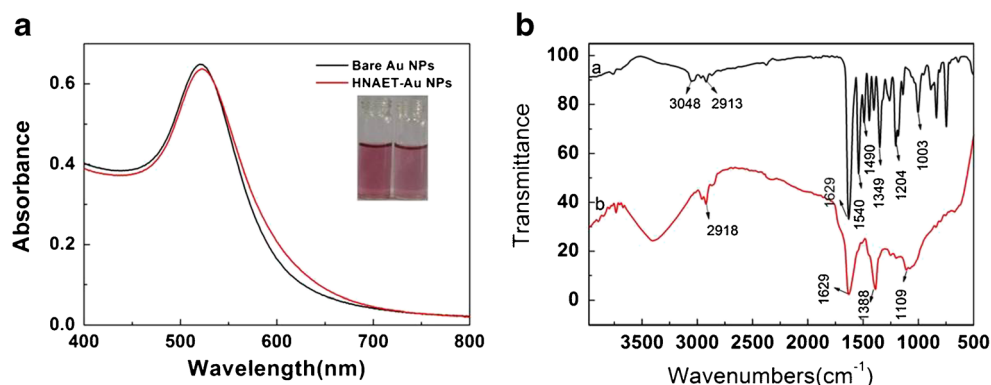 a
Absorbance
0.6
0.4
0.2
0.0
400 500 600 700 800
Wavelength(nm)
Bare Au NPs
HNAET-Au NPs
b
Transmittance
100
80
60
40
20
0
3500 3000 2500 2000 1500 1000 500
Wavenumbers(cm⁻¹)
a
3048
2913
1629
1540
1490
1349
1204
1003
b
2918
1629
1388
1109